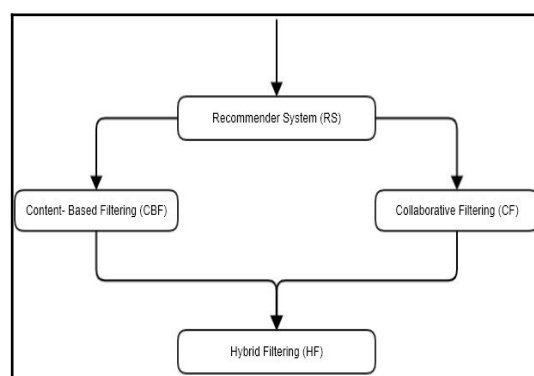 Recommender System (RS)
Content- Based Filtering (CBF)
Collaborative Filtering (CF)
Hybrid Filtering (HF)